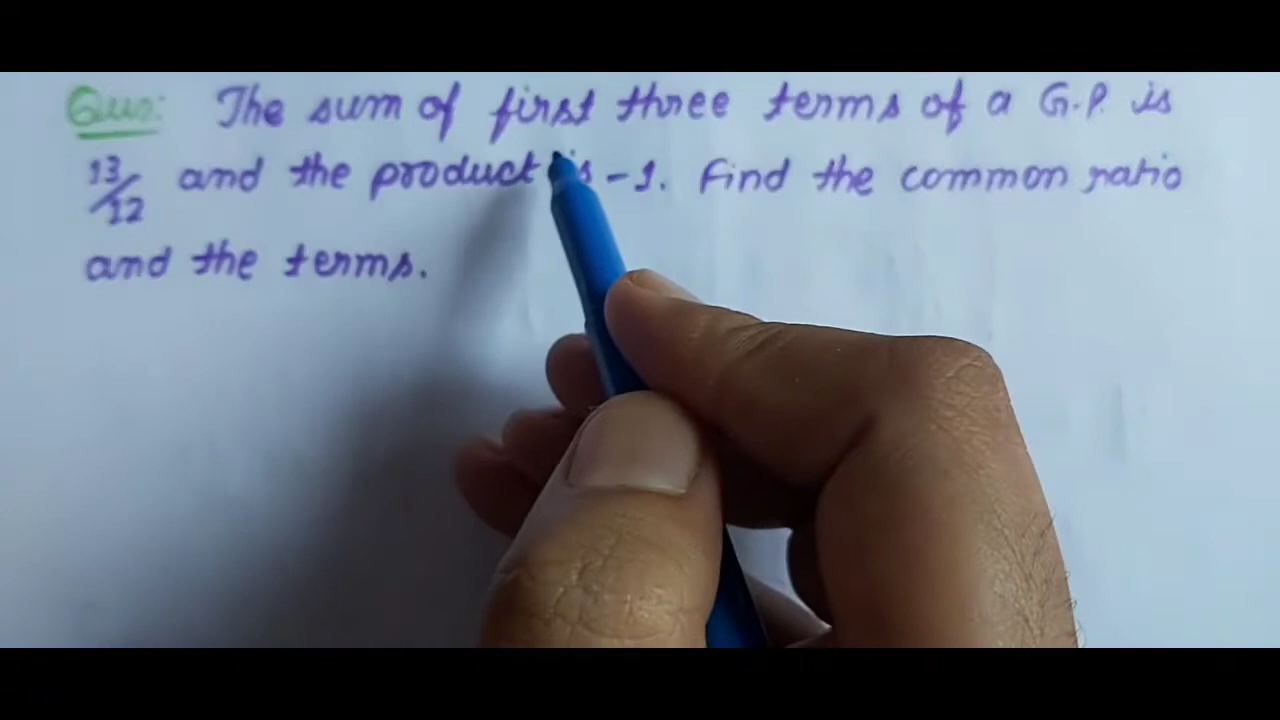 Qus: The sum of first three terms of a G.P. is
13/12 and the product is -1. Find the common ratio
and the terms.